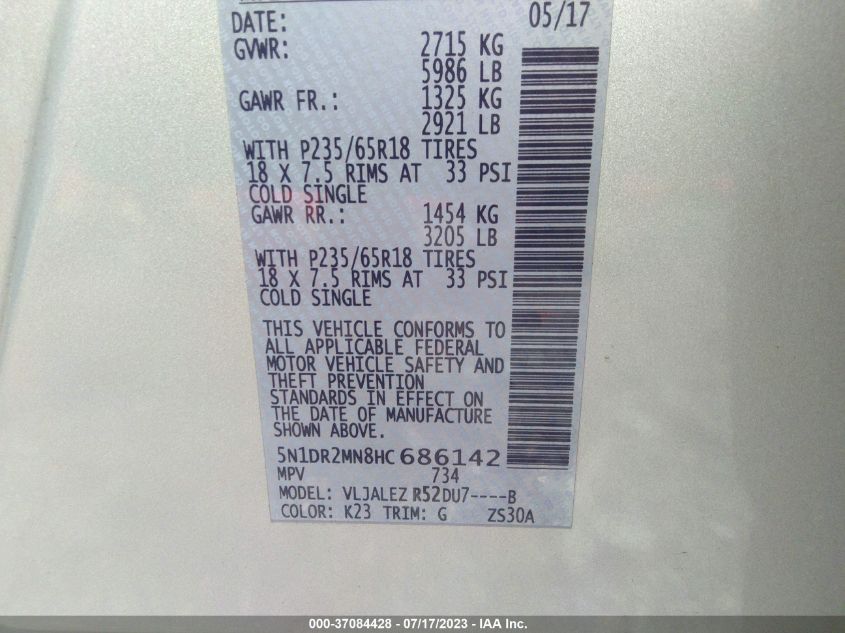 DATE: 05/17
GVWR: 2715 KG
5986 LB
GAWR FR.: 1325 KG
2921 LB
WITH P235/65R18 TIRES
18 X 7.5 RIMS AT 33 PSI
COLD SINGLE
GAWR RR.: 1454 KG
3205 LB
WITH P235/65R18 TIRES
18 X 7.5 RIMS AT 33 PSI
COLD SINGLE
THIS VEHICLE CONFORMS TO
ALL APPLICABLE FEDERAL
MOTOR VEHICLE SAFETY AND
THEFT PREVENTION
STANDARDS IN EFFECT ON
THE DATE OF MANUFACTURE
SHOWN ABOVE.
5N1DR2MN8HC686142
MPV 734
MODEL: VLJALEZ R52DU7----B
COLOR: K23 TRIM: G ZS30A
000-37084428 - 07/17/2023 - IAA Inc.